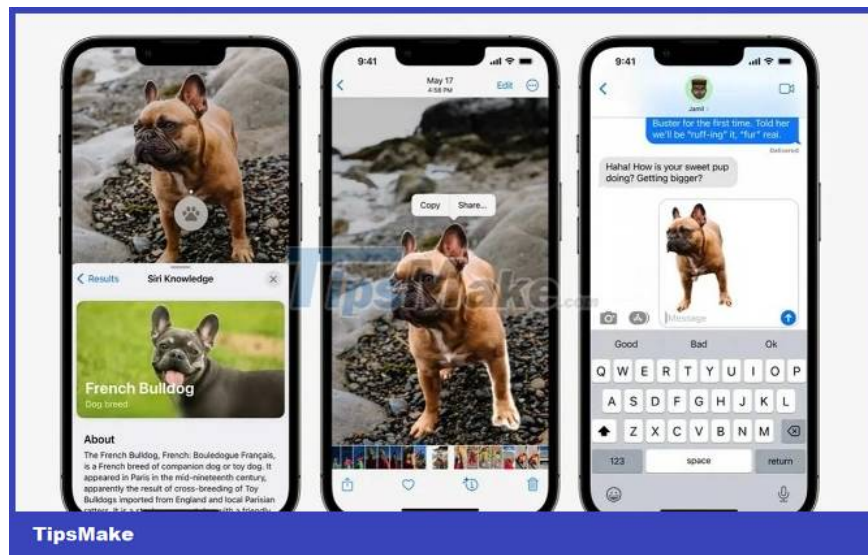 Results
Siri Knowledge
French Bulldog
Dog breed
About
The French Bulldog, French: Bouledogue Français,
is a French breed of companion dog or toy dog. It
appeared in Paris in the mid-nineteenth century,
apparently the result of cross-breeding of Toy
Bulldogs imported from England and local Parisian
9:41
May 17
4:58 PM
Edit
Copy
Share...
9:41
Jamil
Buster for the first time. Told her
we'll be "ruff-ing" it, "fur" real.
Delivered
Haha! How is your sweet pup
doing? Getting bigger?
Message
Good
Bad
Ok
Q W E R T Y U I O P
A S D F G H J K L
Z X C V B N M
123
space
return
TipsMake.com
TipsMake